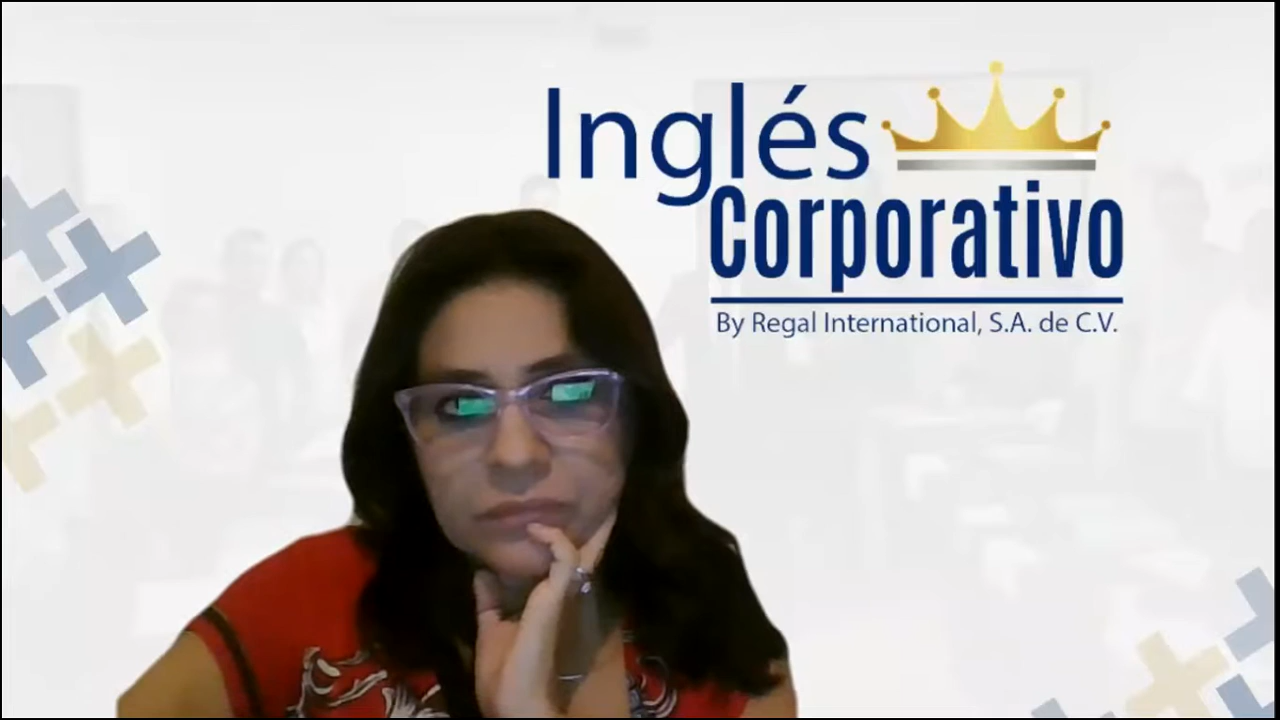 Inglés
Corporativo
By Regal International, S.A. de C.V.